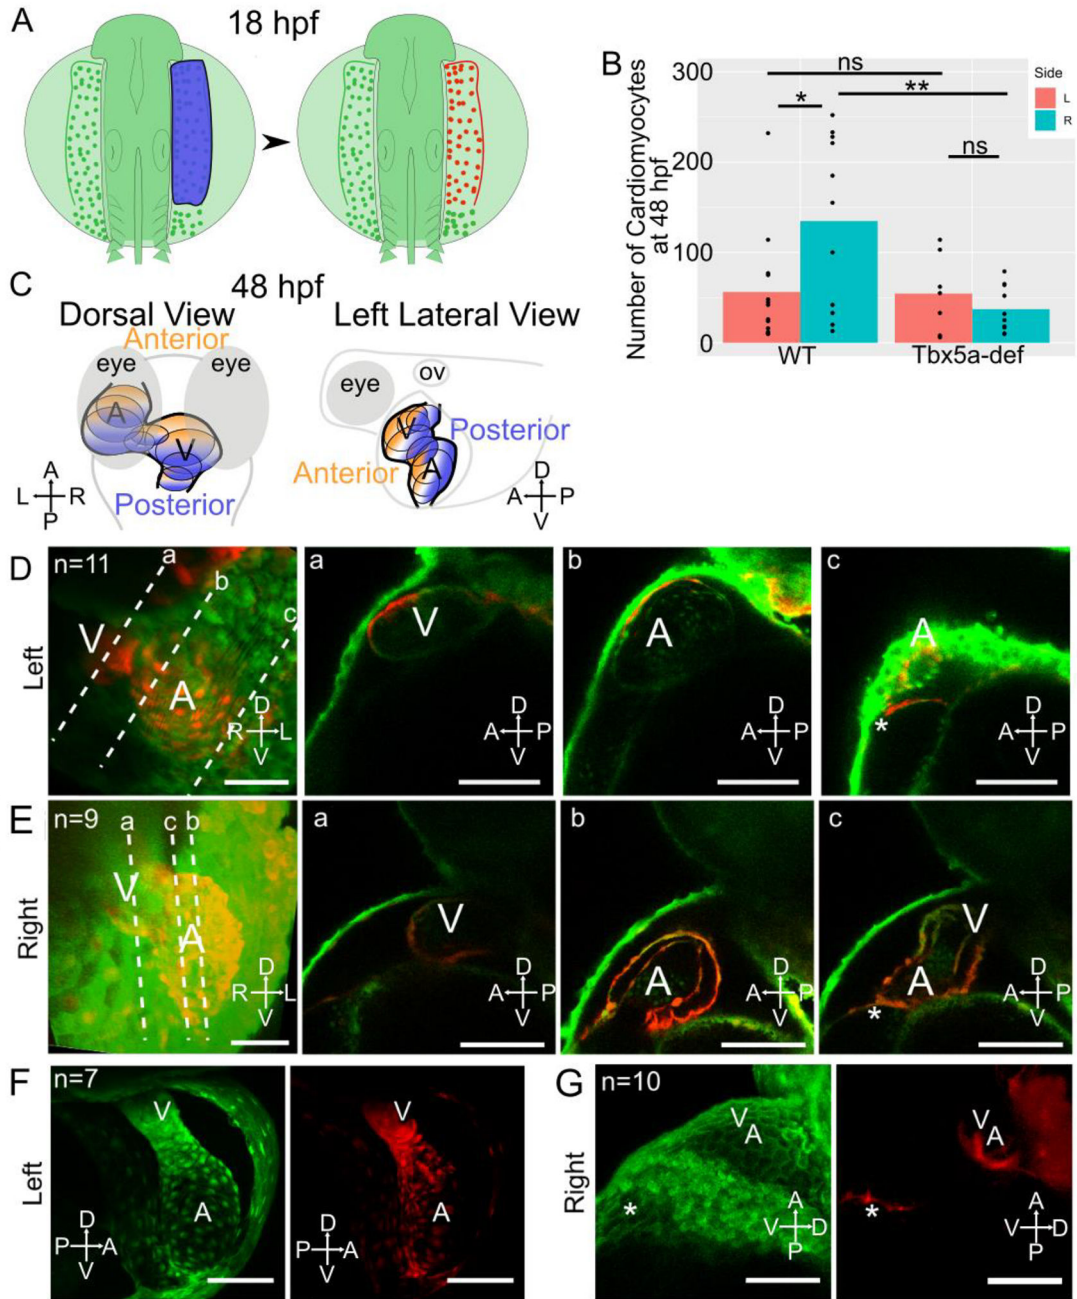 A
18 hpf
B
Number of Cardiomyocytes
at 48 hpf
300
200
100
0
ns
**
*
ns
WT
Tbx5a-def
Side
L
R
C
48 hpf
Dorsal View
Anterior
eye
eye
A
V
Posterior
A
L R
P
Left Lateral View
eye
ov
V
Posterior
Anterior
A
D
A P
V
D
Left
n=11
a
b
c
V
A
D
R L
V
a
V
D
A P
V
b
A
D
A P
V
c
A
*
D
A P
V
E
Right
n=9
a
c
b
V
A
D
R L
V
a
V
D
A P
V
b
A
D
A P
V
c
V
A
*
D
A P
V
F
Left
n=7
V
A
D
P A
V
V
A
D
P A
V
G
Right
n=10
V
A
*
A
V D
P
V
A
*
A
V D
P